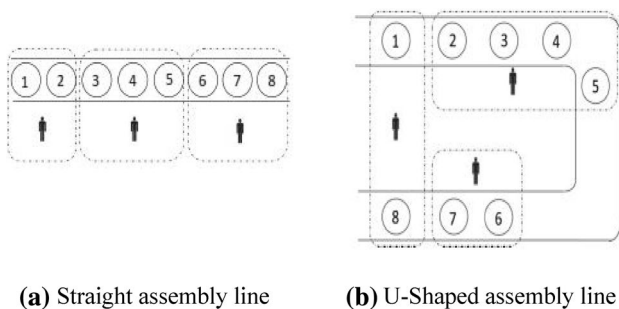 1 2 3 4 5 6 7 8
1 2 3 4
5
8 7 6
(a) Straight assembly line
(b) U-Shaped assembly line